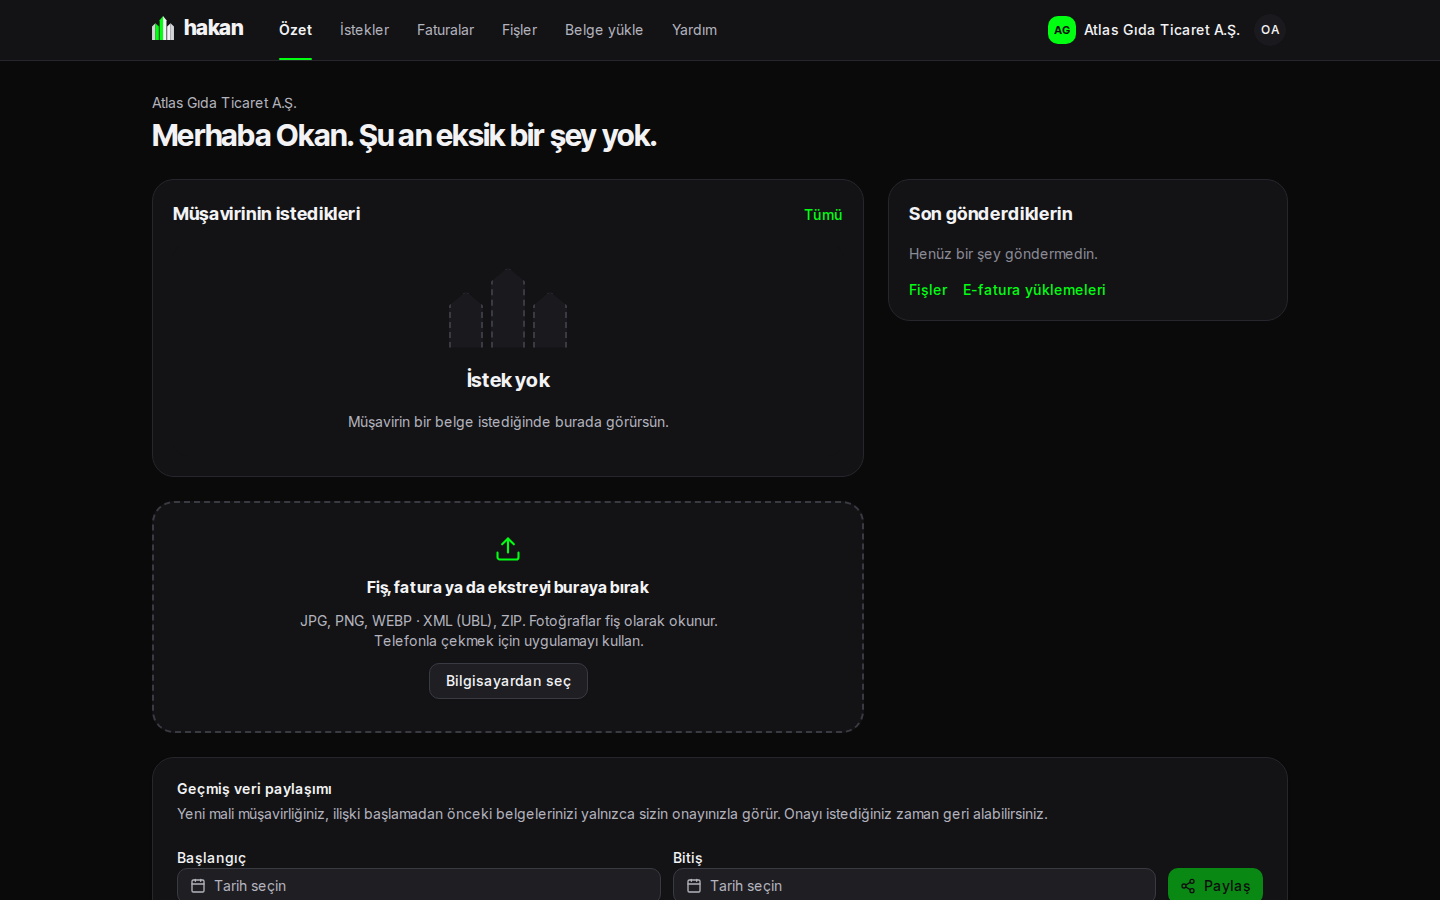 hakan
Özet
İstekler
Faturalar
Fişler
Belge yükle
Yardım
AG
Atlas Gıda Ticaret A.Ş.
OA
Atlas Gıda Ticaret A.Ş.
Merhaba Okan. Şu an eksik bir şey yok.
Müşavirinin istedikleri
Tümü
İstek yok
Müşavirin bir belge istediğinde burada görürsün.
Son gönderdiklerin
Henüz bir şey göndermedin.
Fişler
E-fatura yüklemeleri
Fiş, fatura ya da ekstreyi buraya bırak
JPG, PNG, WEBP · XML (UBL), ZIP. Fotoğraflar fiş olarak okunur.
Telefonla çekmek için uygulamayı kullan.
Bilgisayardan seç
Geçmiş veri paylaşımı
Yeni mali müşavirliğiniz, ilişki başlamadan önceki belgelerinizi yalnızca sizin onayınızla görür. Onayı istediğiniz zaman geri alabilirsiniz.
Başlangıç
Tarih seçin
Bitiş
Tarih seçin
Paylaş